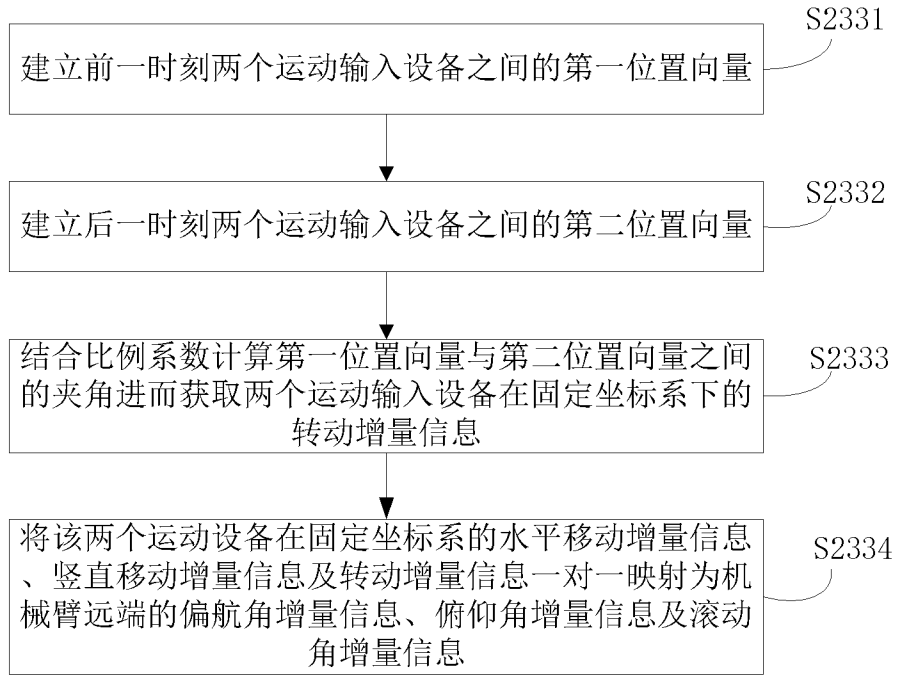 S2331
建立前一时刻两个运动输入设备之间的第一位置向量
S2332
建立后一时刻两个运动输入设备之间的第二位置向量
S2333
结合比例系数计算第一位置向量与第二位置向量之间
的夹角进而获取两个运动输入设备在固定坐标系下的
转动增量信息
S2334
将该两个运动设备在固定坐标系的水平移动增量信息
、竖直移动增量信息及转动增量信息一对一映射为机
械臂远端的偏航角增量信息、俯仰角增量信息及滚动
角增量信息